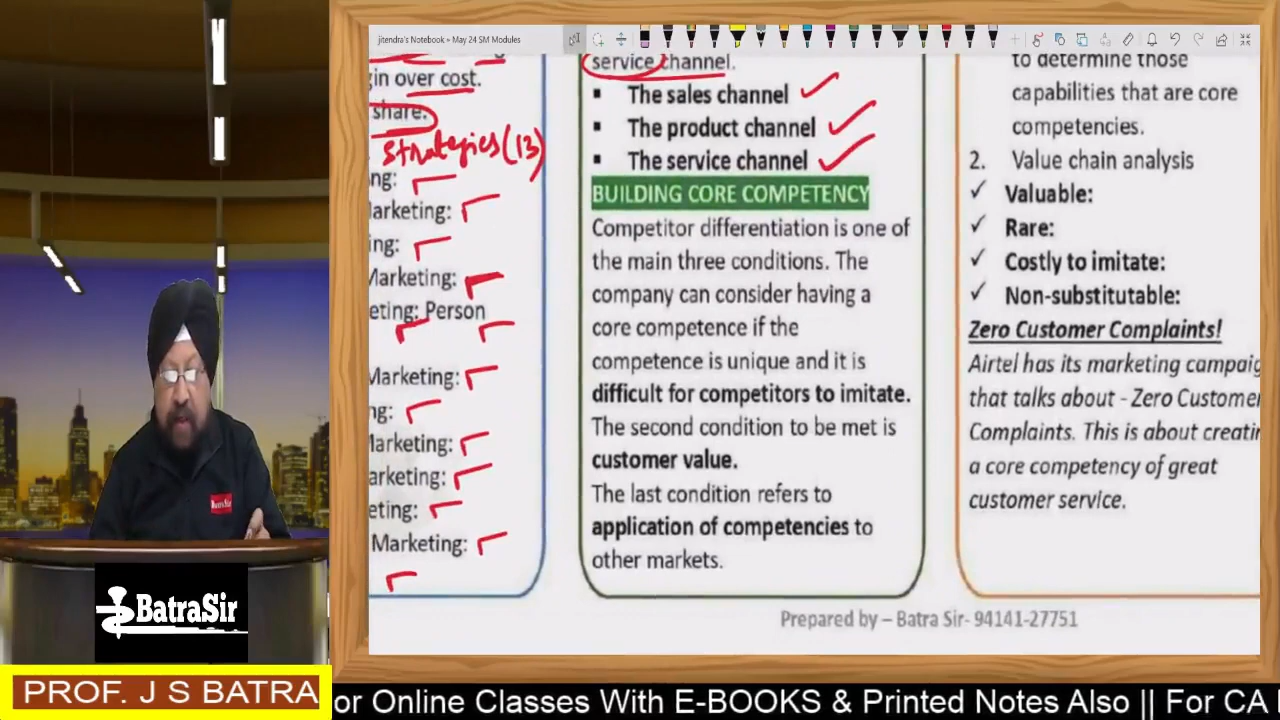 jitendra's Notebook » May 24 SM Modules
gin over cost.
share.
Strategies (13)
ng:
Marketing:
ing:
Marketing:
eting: Person
Marketing:
ng:
Marketing:
arketing:
eting:
Marketing:
service channel.
▪ The sales channel
▪ The product channel
▪ The service channel
BUILDING CORE COMPETENCY
Competitor differentiation is one of
the main three conditions. The
company can consider having a
core competence if the
competence is unique and it is
difficult for competitors to imitate.
The second condition to be met is
customer value.
The last condition refers to
application of competencies to
other markets.
to determine those
capabilities that are core
competencies.
2. Value chain analysis
✓ Valuable:
✓ Rare:
✓ Costly to imitate:
✓ Non-substitutable:
Zero Customer Complaints!
Airtel has its marketing campaig
that talks about - Zero Customer
Complaints. This is about creatin
a core competency of great
customer service.
Prepared by – Batra Sir- 94141-27751
BatraSir
BatraSir
PROF. J S BATRA
or Online Classes With E-BOOKS & Printed Notes Also || For CA